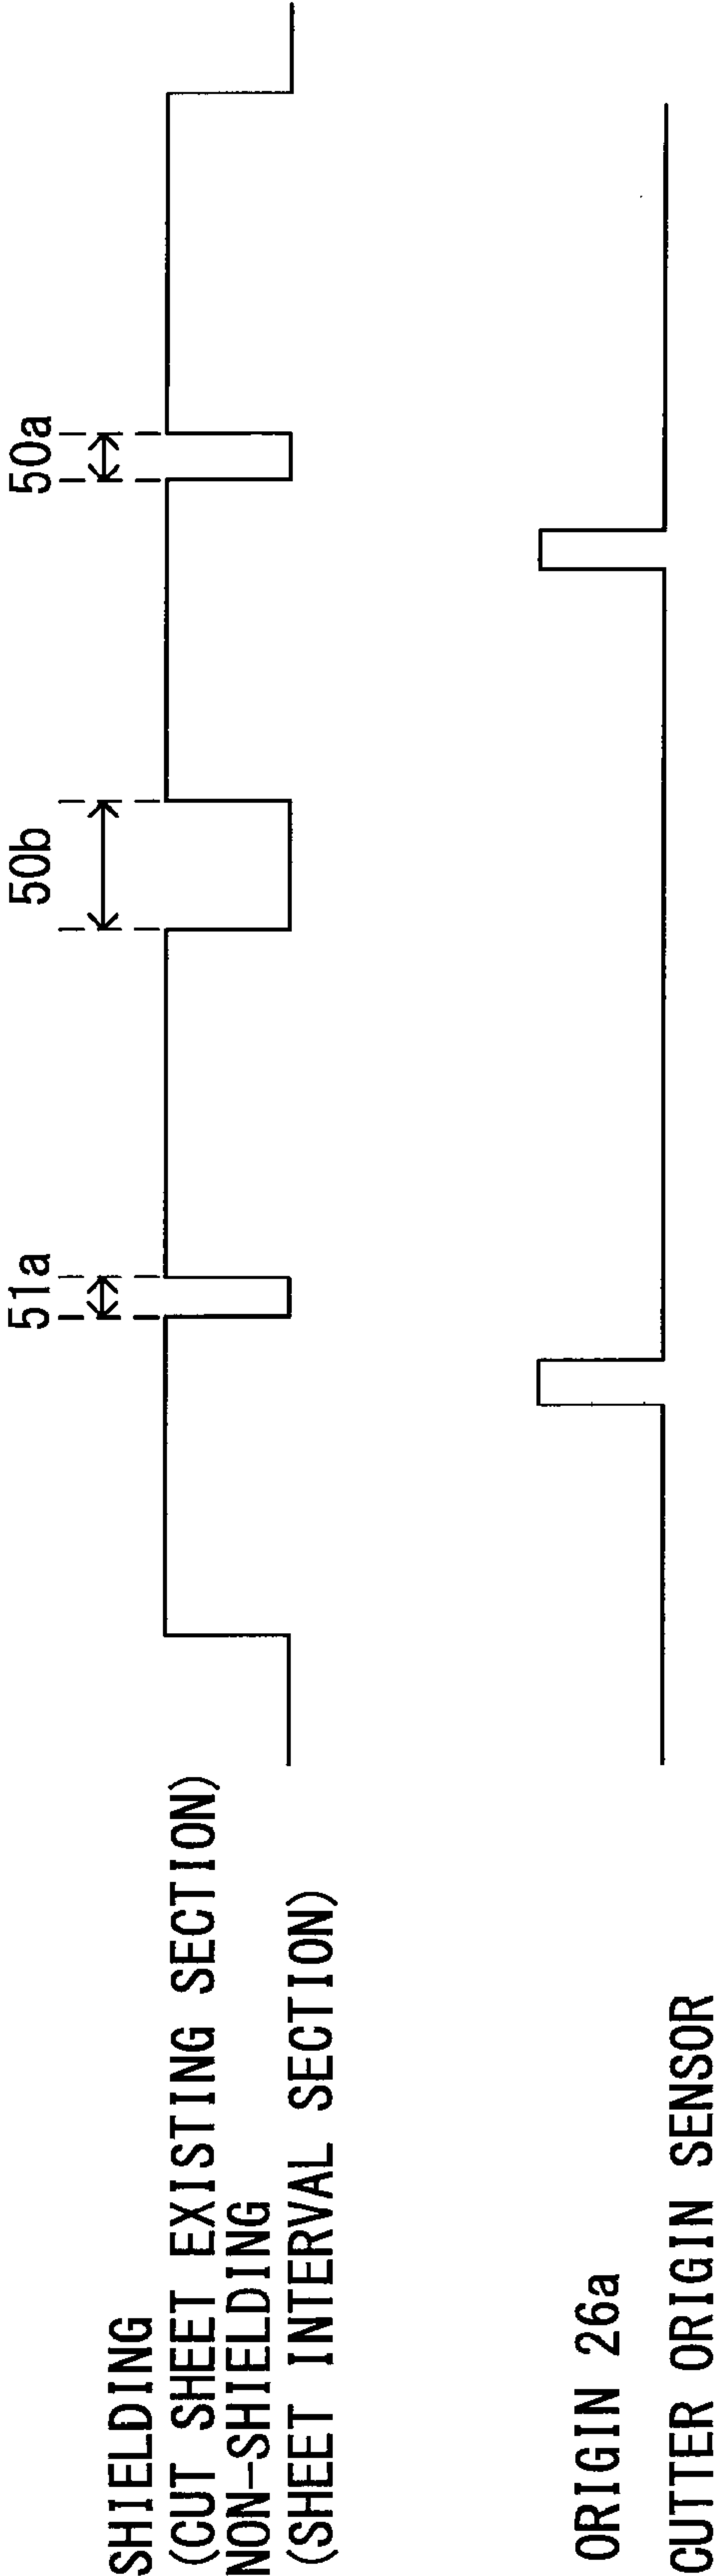 51a
50b
50a
SHIELDING
(CUT SHEET EXISTING SECTION)
NON-SHIELDING
(SHEET INTERVAL SECTION)
ORIGIN 26a
CUTTER ORIGIN SENSOR